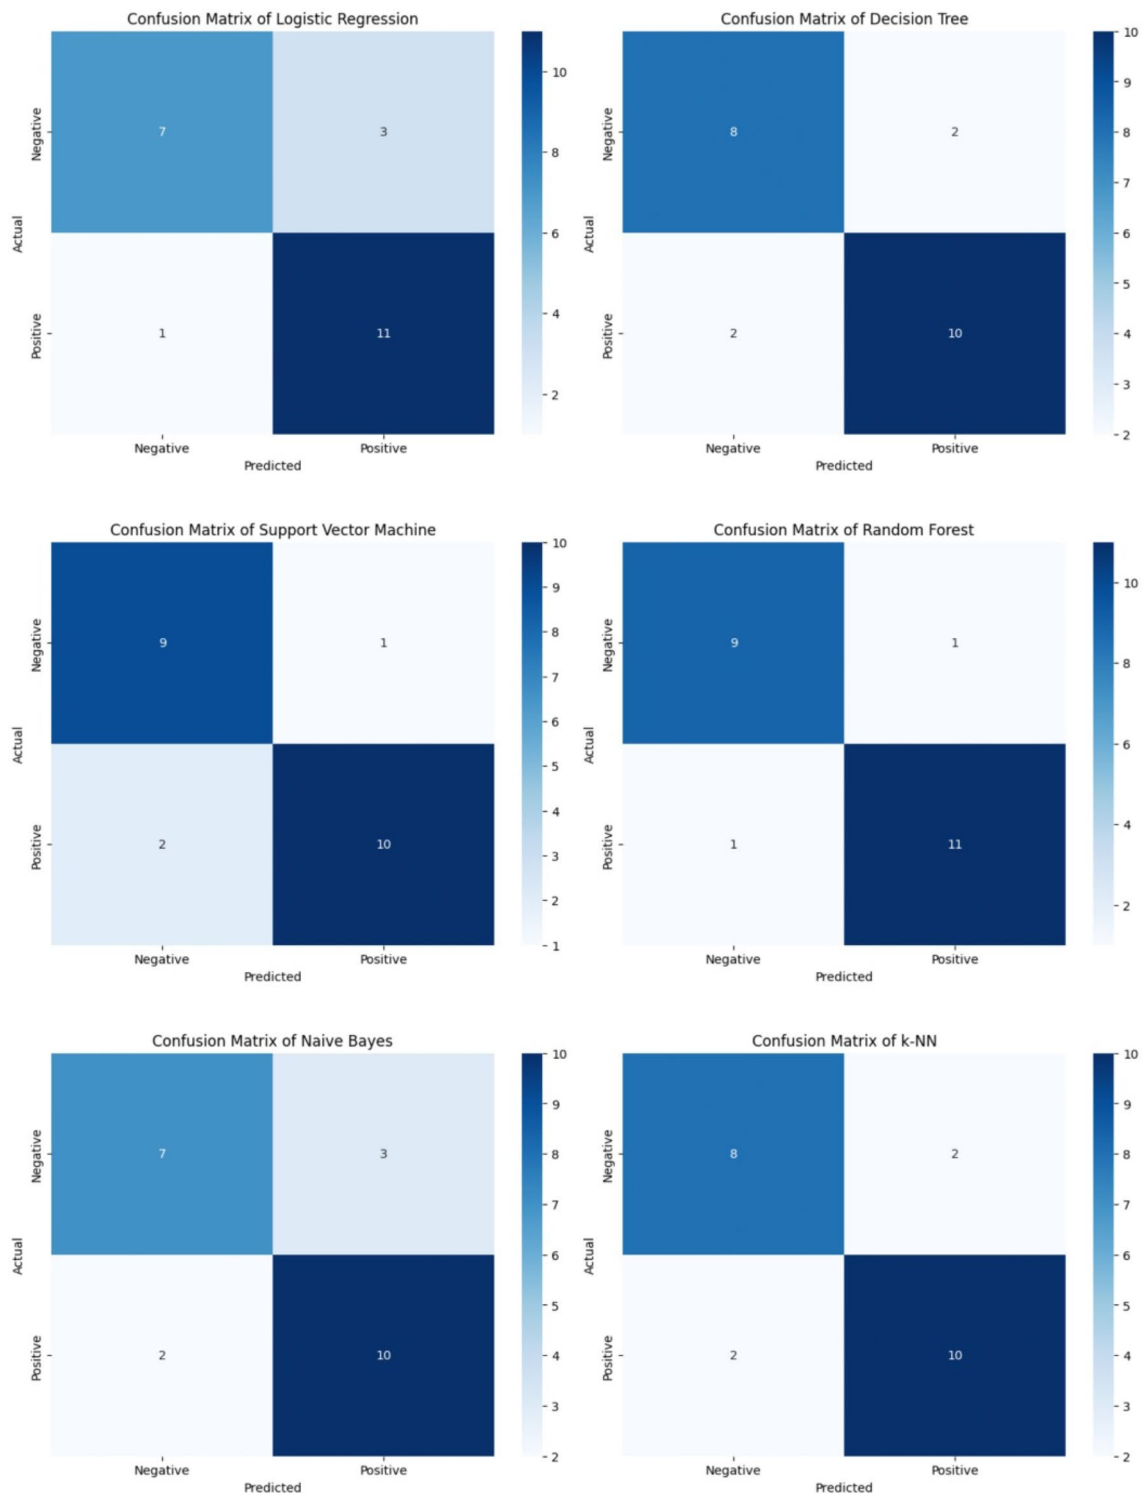 Confusion Matrix of Logistic Regression
Actual
Negative
7
3
Positive
1
11
Negative
Positive
Predicted
10
8
6
4
2
Confusion Matrix of Decision Tree
Actual
Negative
8
2
Positive
2
10
Negative
Positive
Predicted
10
9
8
7
6
5
4
3
2
Confusion Matrix of Support Vector Machine
Actual
Negative
9
1
Positive
2
10
Negative
Positive
Predicted
10
9
8
7
6
5
4
3
2
1
Confusion Matrix of Random Forest
Actual
Negative
9
1
Positive
1
11
Negative
Positive
Predicted
10
8
6
4
2
Confusion Matrix of Naive Bayes
Actual
Negative
7
3
Positive
2
10
Negative
Positive
Predicted
10
9
8
7
6
5
4
3
2
Confusion Matrix of k-NN
Actual
Negative
8
2
Positive
2
10
Negative
Positive
Predicted
10
9
8
7
6
5
4
3
2